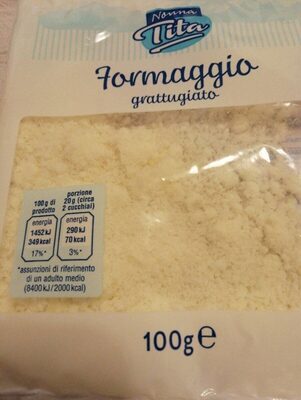 Nonna
Tita
Formaggio
grattugiato
100g di
prodotto
energia
1452 kJ
349 kcal
17%*
porzione
20g (circa
2 cucchiai)
energia
290 kJ
70 kcal
3%*
*assunzioni di riferimento
di un adulto medio
(8400 kJ/2000 kcal)
100g℮